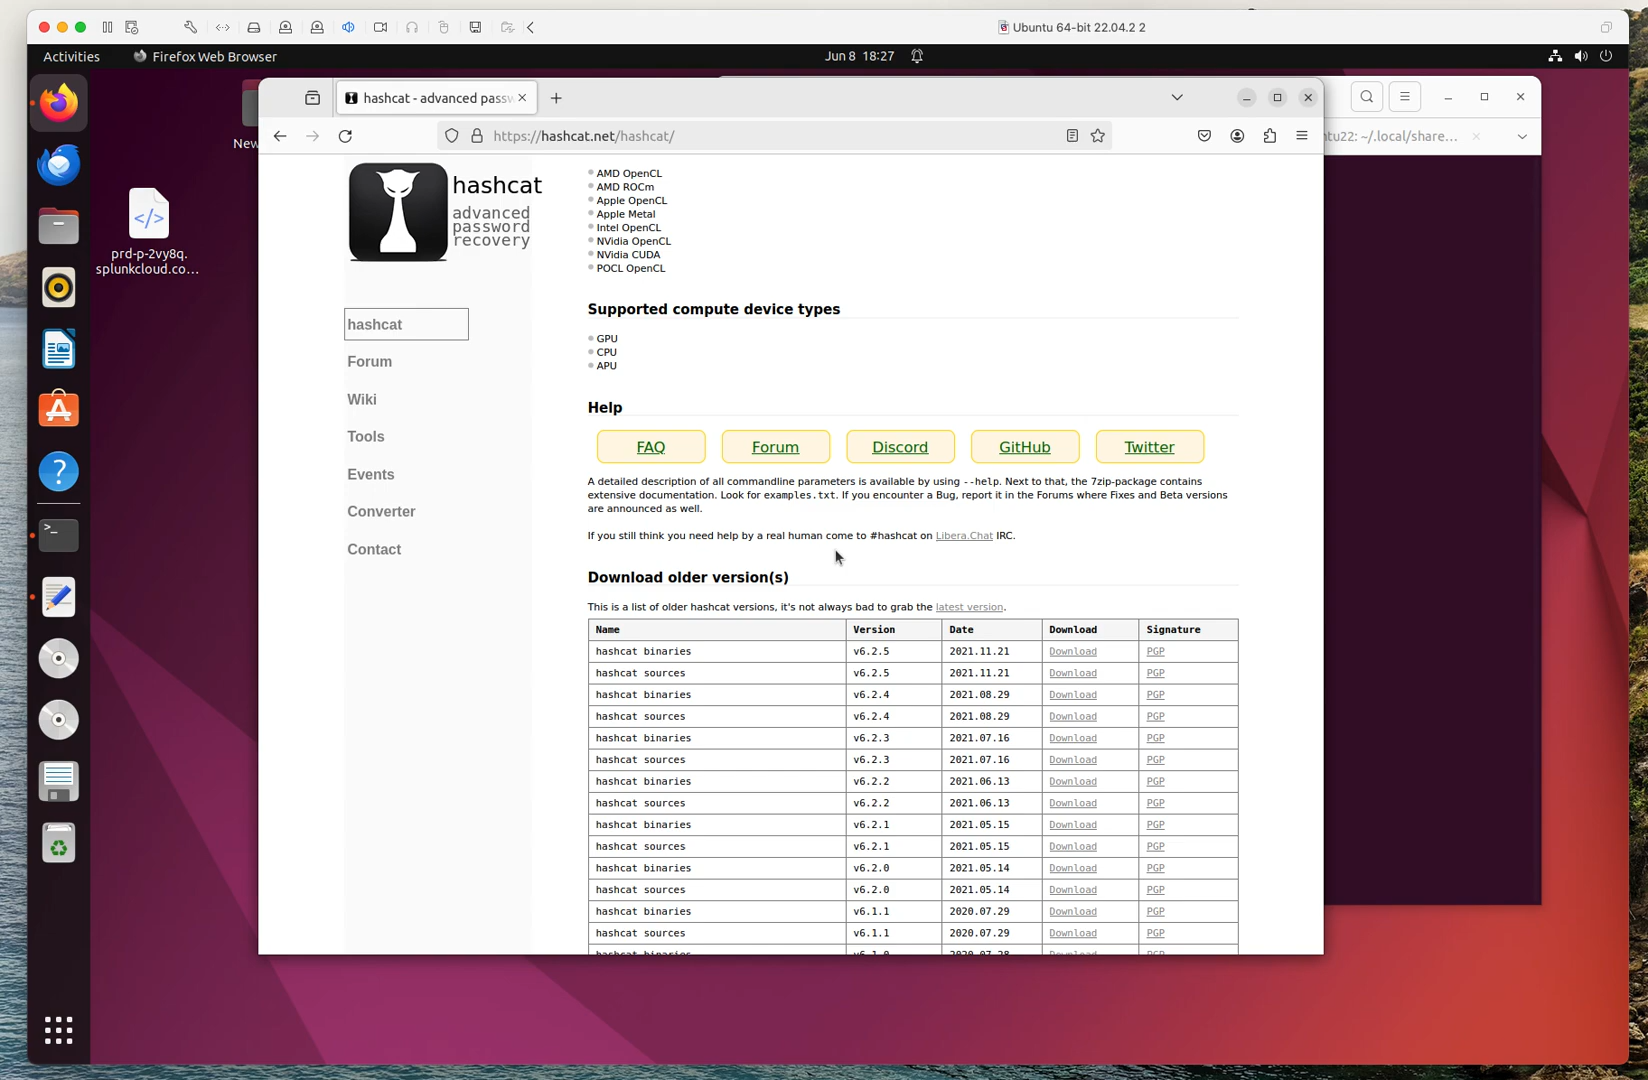 Ubuntu 64-bit 22.04.2 2
Activities
Firefox Web Browser
Jun 8 18:27
hashcat - advanced passw
https://hashcat.net/hashcat/
ntu22: ~/.local/share...
New
prd-p-2vy8q.
splunkcloud.co...
hashcat
advanced
password
recovery
hashcat
Forum
Wiki
Tools
Events
Converter
Contact
AMD OpenCL
AMD ROCm
Apple OpenCL
Apple Metal
Intel OpenCL
NVidia OpenCL
NVidia CUDA
POCL OpenCL
Supported compute device types
GPU
CPU
APU
Help
FAQ Forum Discord GitHub Twitter
A detailed description of all commandline parameters is available by using --help. Next to that, the 7zip-package contains
extensive documentation. Look for examples.txt. If you encounter a Bug, report it in the Forums where Fixes and Beta versions
are announced as well.
If you still think you need help by a real human come to #hashcat on Libera.Chat IRC.
Download older version(s)
This is a list of older hashcat versions, it's not always bad to grab the latest version.
Name Version Date Download Signature
hashcat binaries v6.2.5 2021.11.21 Download PGP
hashcat sources v6.2.5 2021.11.21 Download PGP
hashcat binaries v6.2.4 2021.08.29 Download PGP
hashcat sources v6.2.4 2021.08.29 Download PGP
hashcat binaries v6.2.3 2021.07.16 Download PGP
hashcat sources v6.2.3 2021.07.16 Download PGP
hashcat binaries v6.2.2 2021.06.13 Download PGP
hashcat sources v6.2.2 2021.06.13 Download PGP
hashcat binaries v6.2.1 2021.05.15 Download PGP
hashcat sources v6.2.1 2021.05.15 Download PGP
hashcat binaries v6.2.0 2021.05.14 Download PGP
hashcat sources v6.2.0 2021.05.14 Download PGP
hashcat binaries v6.1.1 2020.07.29 Download PGP
hashcat sources v6.1.1 2020.07.29 Download PGP